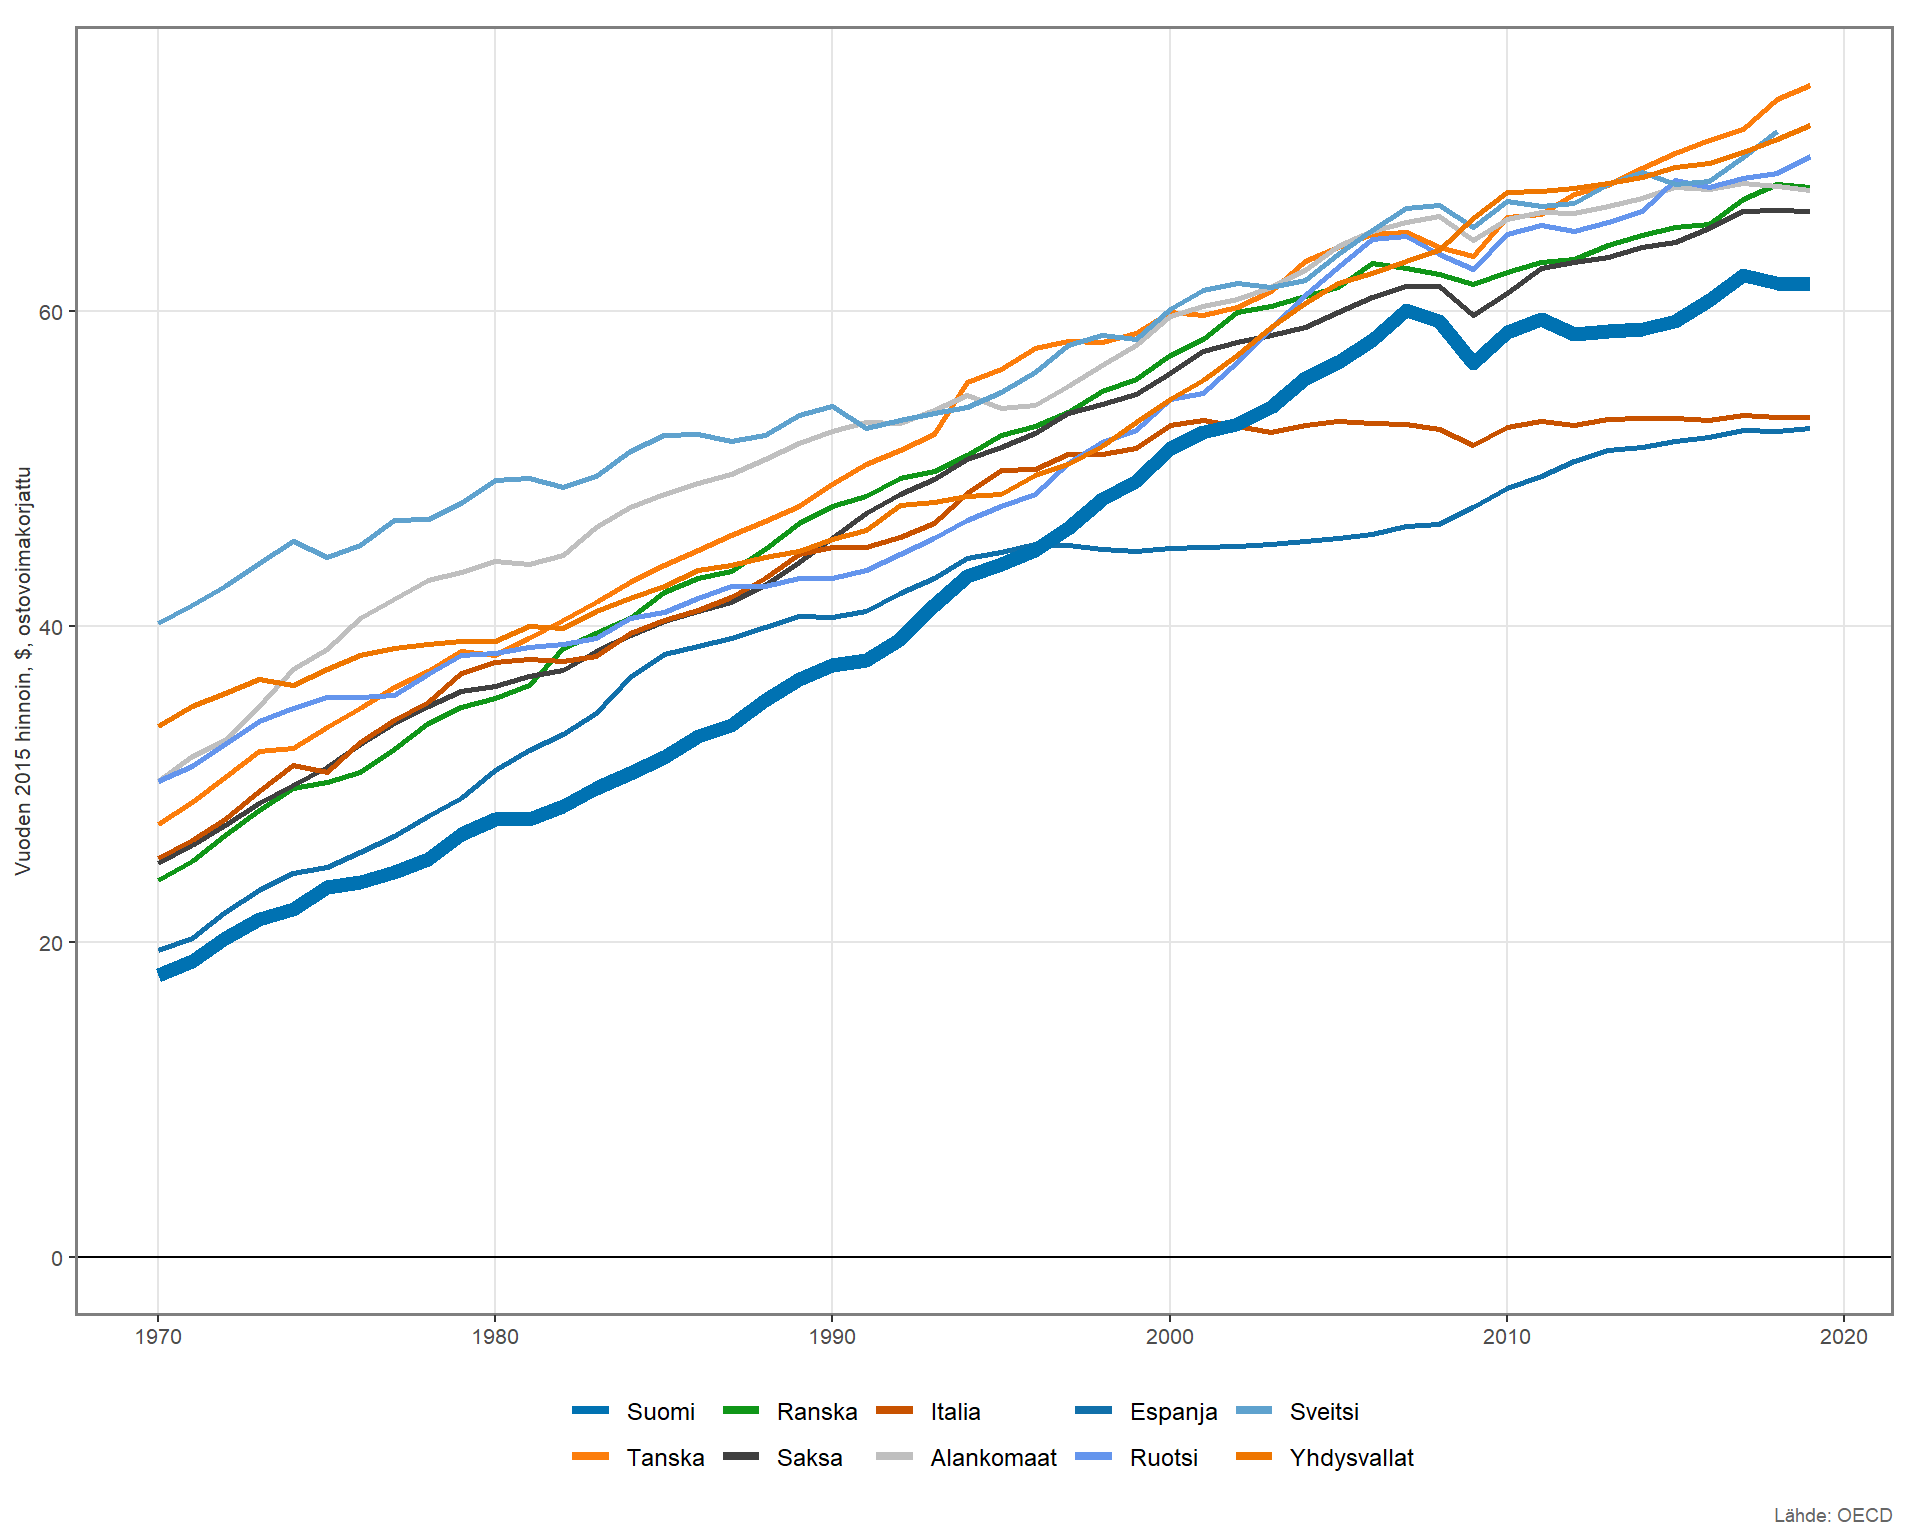 Vuoden 2015 hinnoin, $, ostovoimakorjattu
60
40
20
0
1970 1980 1990 2000 2010 2020
Suomi Ranska Italia Espanja Sveitsi
Tanska Saksa Alankomaat Ruotsi Yhdysvallat
Lähde: OECD